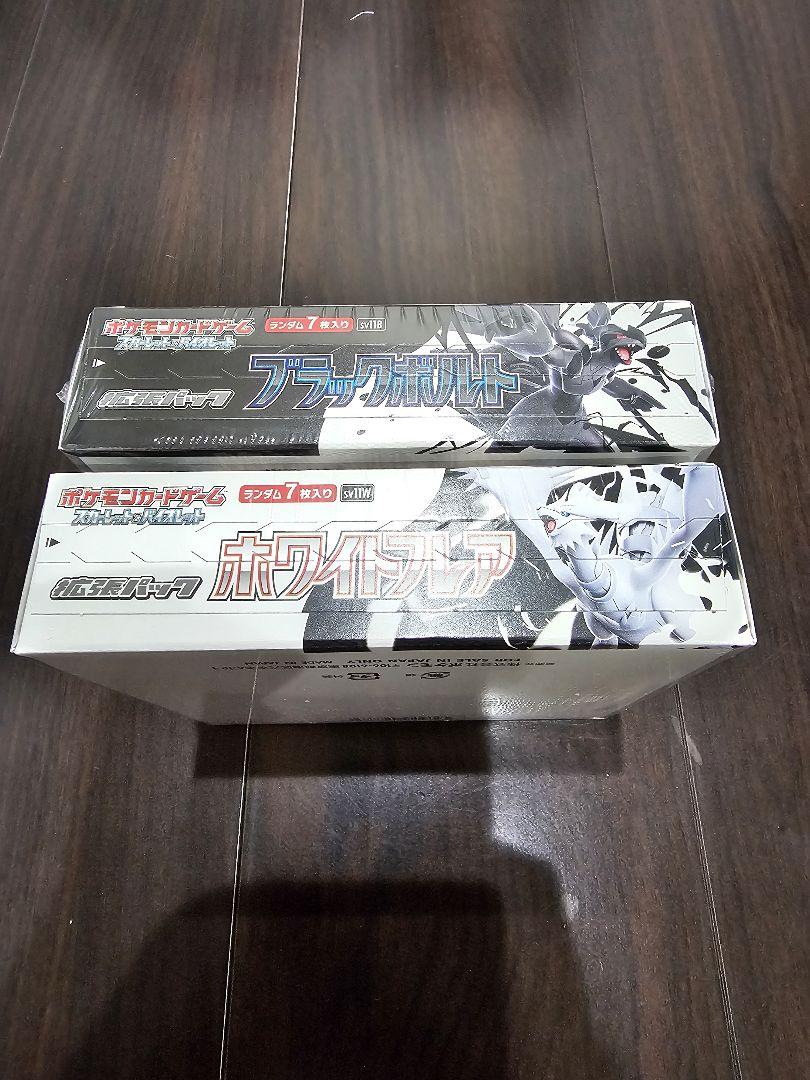 ポケモンカードゲーム
スカーレット&バイオレット
ランダム7枚入り
sv11B
拡張パック
ブラックボルト
ポケモンカードゲーム
スカーレット&バイオレット
ランダム7枚入り
sv11W
拡張パック
ホワイトフレア
FOR SALE IN JAPAN ONLY
MADE IN JAPAN